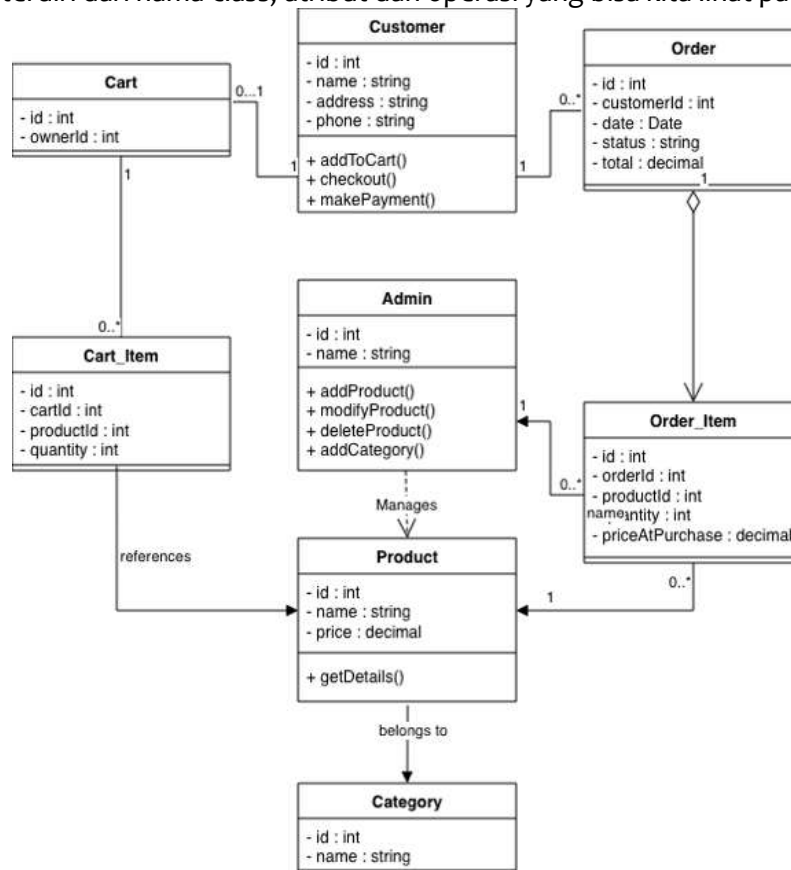 terdiri dari nama class, atribut dan operasi yang bisa kita lihat pa
Customer
- id : int
- name : string
- address : string
- phone : string
+ addToCart()
+ checkout()
+ makePayment()
Cart
- id : int
- ownerId : int
0...1
1
1
0..*
Order
- id : int
- customerId : int
- date : Date
- status : string
- total : decimal
1
1
0..*
Cart_Item
- id : int
- cartId : int
- productId : int
- quantity : int
Admin
- id : int
- name : string
+ addProduct()
+ modifyProduct()
+ deleteProduct()
+ addCategory()
1
0..*
Order_Item
- id : int
- orderId : int
- productId : int
name
antity : int
- priceAtPurchase : decimal
Manages
references
Product
- id : int
- name : string
- price : decimal
+ getDetails()
1
0..*
belongs to
Category
- id : int
- name : string